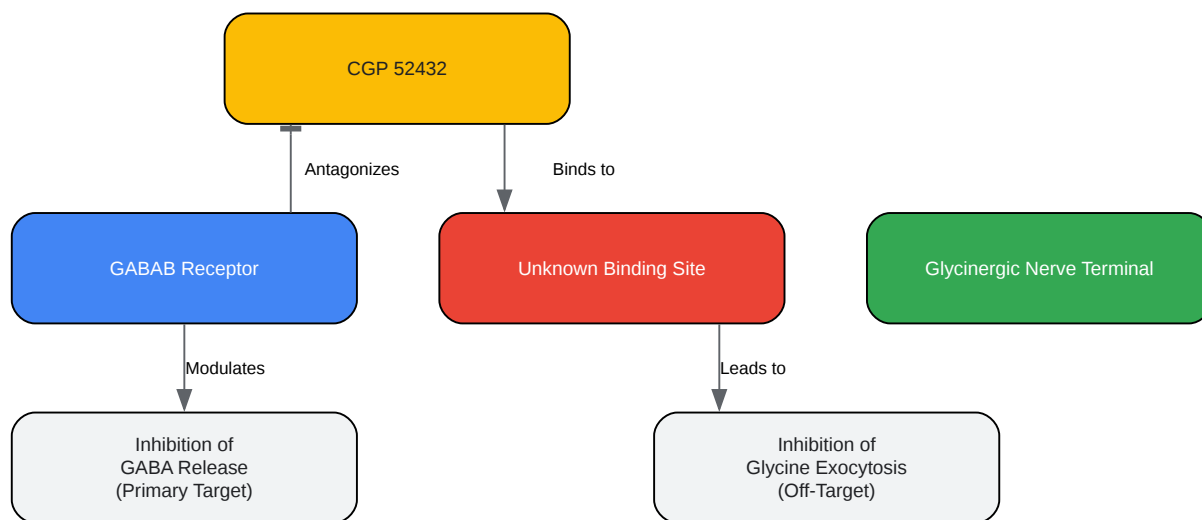 CGP 52432
Antagonizes
Binds to
GABAB Receptor
Unknown Binding Site
Glycinergic Nerve Terminal
Modulates
Leads to
Inhibition of
GABA Release
(Primary Target)
Inhibition of
Glycine Exocytosis
(Off-Target)